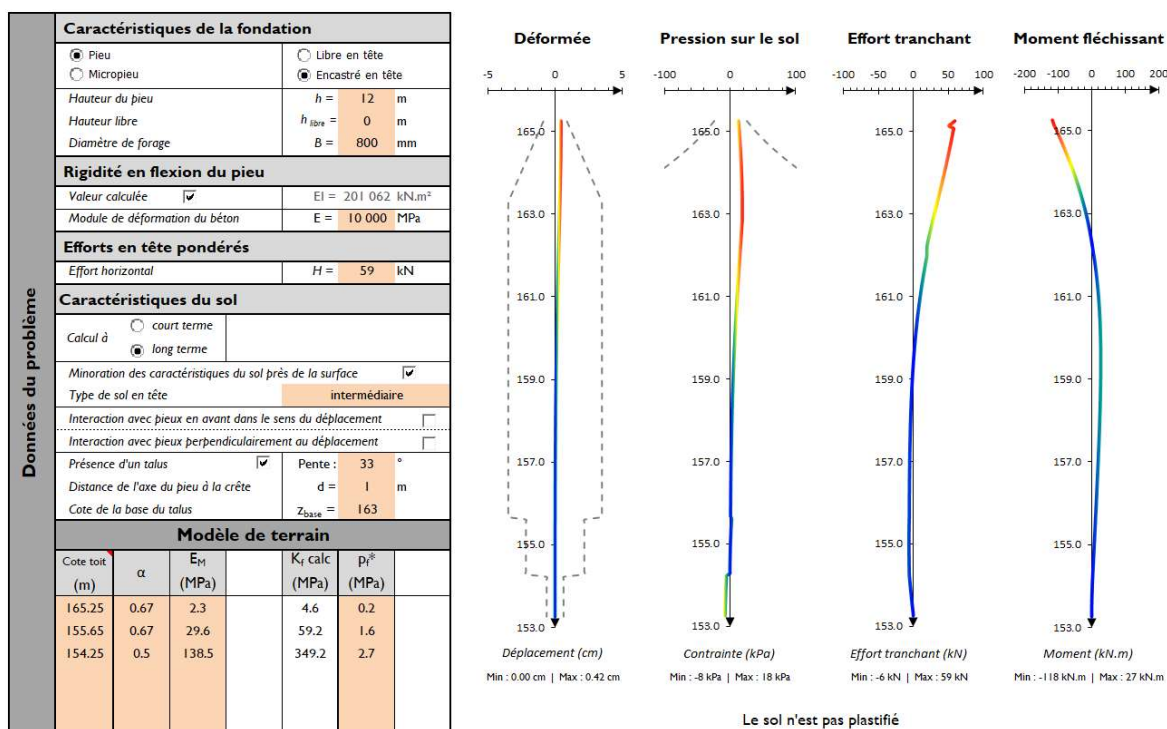 Données du problème
Caractéristiques de la fondation
Pieu Libre en tête
Micropieu Encastré en tête
Hauteur du pieu h = 12 m
Hauteur libre h libre = 0 m
Diamètre de forage B = 800 mm
Rigidité en flexion du pieu
Valeur calculée EI = 201 062 kN.m²
Module de déformation du béton E = 10 000 MPa
Efforts en tête pondérés
Effort horizontal H = 59 kN
Caractéristiques du sol
Calcul à court terme
long terme
Minoration des caractéristiques du sol près de la surface
Type de sol en tête intermédiaire
Interaction avec pieux en avant dans le sens du déplacement
Interaction avec pieux perpendiculairement au déplacement
Présence d'un talus Pente : 33 °
Distance de l'axe du pieu à la crête d = 1 m
Cote de la base du talus zbase = 163
Modèle de terrain
Cote toit (m) α EM (MPa) Kf calc (MPa) pf* (MPa)
165.25 0.67 2.3 4.6 0.2
155.65 0.67 29.6 59.2 1.6
154.25 0.5 138.5 349.2 2.7
Déformée Pression sur le sol Effort tranchant Moment fléchissant
-5 0 5 -100 0 100 -100 -50 0 50 100 -200 -100 0 100 200
165.0 165.0 165.0 165.0
163.0 163.0 163.0 163.0
161.0 161.0 161.0 161.0
159.0 159.0 159.0 159.0
157.0 157.0 157.0 157.0
155.0 155.0 155.0 155.0
153.0 153.0 153.0 153.0
Déplacement (cm) Contrainte (kPa) Effort tranchant (kN) Moment (kN.m)
Min : 0.00 cm | Max : 0.42 cm Min : -8 kPa | Max : 18 kPa Min : -6 kN | Max : 59 kN Min : -118 kN.m | Max : 27 kN.m
Le sol n'est pas plastifié